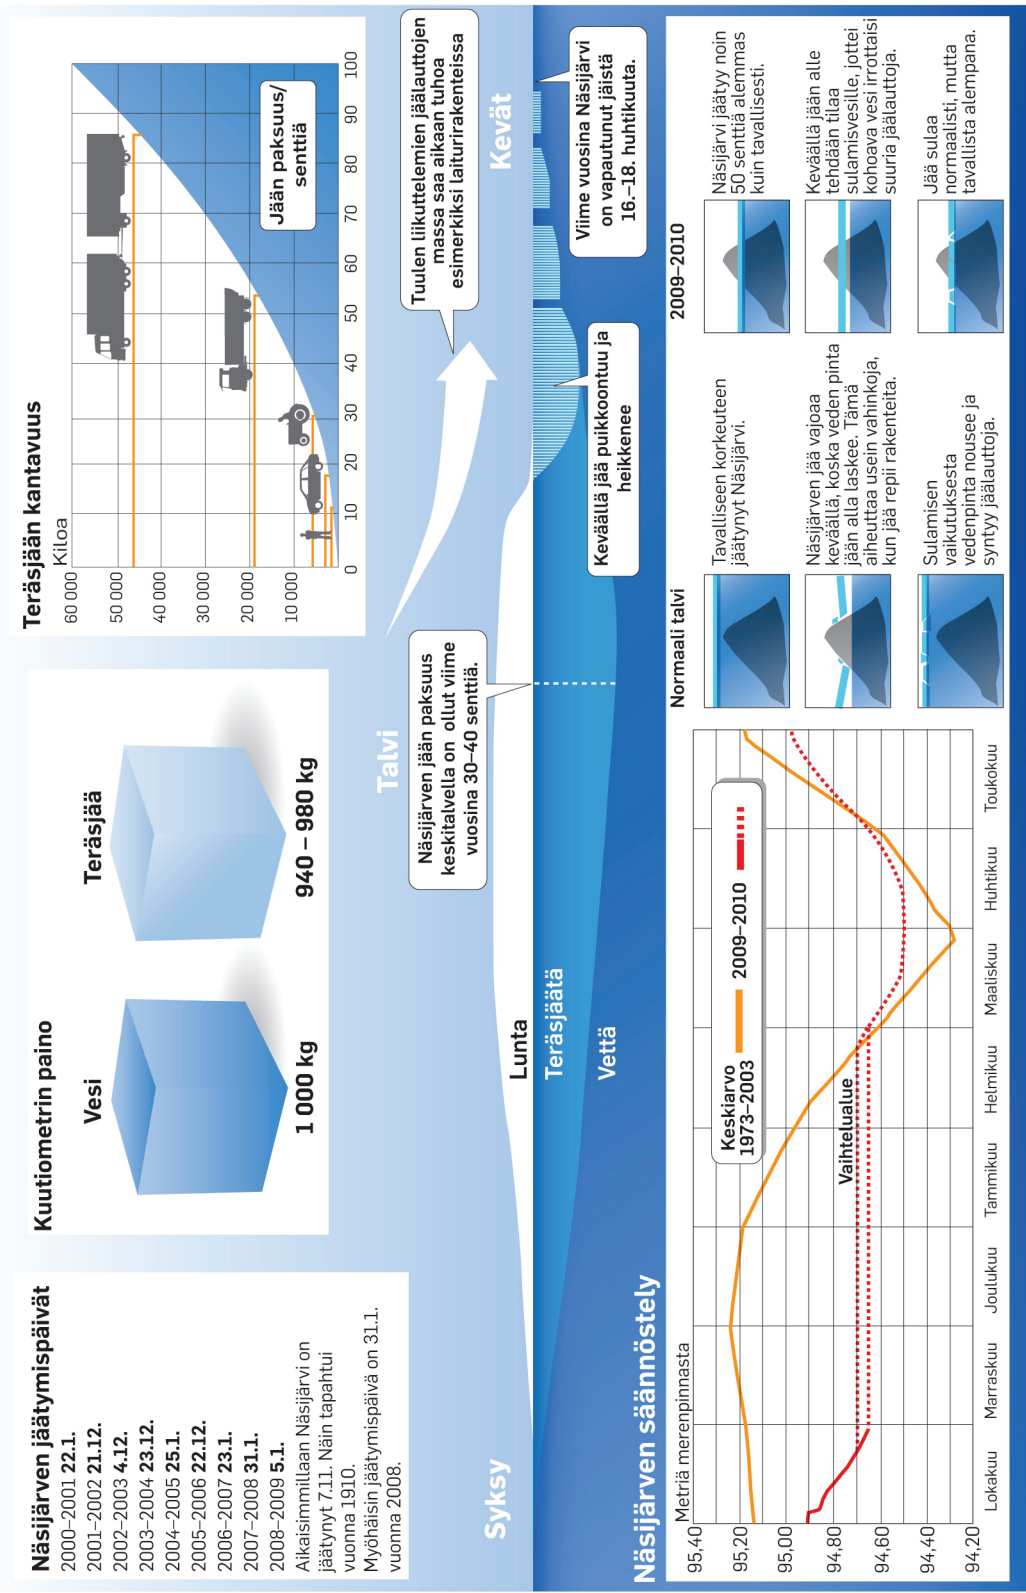 Näsijärven jäätymispäivät
2000–2001 22.1.
2001–2002 21.12.
2002–2003 4.12.
2003–2004 23.12.
2004–2005 25.1.
2005–2006 22.12.
2006–2007 23.1.
2007–2008 31.1.
2008–2009 5.1.
Aikaisimmillaan Näsijärvi on
jäätynyt 7.11. Näin tapahtui
vuonna 1910.
Myöhäisin jäätymispäivä on 31.1.
vuonna 2008.
Kuutiometrin paino
Vesi
Teräsjää
1 000 kg
940 – 980 kg
Teräsjään kantavuus
Kiloa
60 000
50 000
40 000
30 000
20 000
10 000
0
10
20
30
40
50
60
70
80
90
100
Jään paksuus/
senttiä
Syksy
Talvi
Kevät
Näsijärven jään paksuus
keskitalvella on ollut viime
vuosina 30–40 senttiä.
Tuulen liikuttelemien jäälauttojen
massa saa aikaan tuhoa
esimerkiksi laiturirakenteissa
Lunta
Teräsjäätä
Vettä
Keväällä jää puikkoontuu ja
heikkenee
Viime vuosina Näsijärvi
on vapautunut jäistä
16.–18. huhtikuuta.
Näsijärven säännöstely
Metriä merenpinnasta
95,40
95,20
95,00
94,80
94,60
94,40
94,20
Keskiarvo
1973–2003
2009–2010
Vaihtelualue
Lokakuu
Marraskuu
Joulukuu
Tammikuu
Helmikuu
Maaliskuu
Huhtikuu
Toukokuu
Normaali talvi
Tavalliseen korkeuteen
jäätynyt Näsijärvi.
Näsijärven jää vajoaa
keväällä, koska veden pinta
jään alla laskee. Tämä
aiheuttaa usein vahinkoja,
kun jää repii rakenteita.
Sulamisen
vaikutuksesta
vedenpinta nousee ja
syntyy jäälauttoja.
2009–2010
Näsijärvi jäätyy noin
50 senttiä alemmas
kuin tavallisesti.
Keväällä jään alle
tehdään tilaa
sulamisvesille, jottei
kohoava vesi irrottaisi
suuria jäälauttoja.
Jää sulaa
normaalisti, mutta
tavallista alempana.